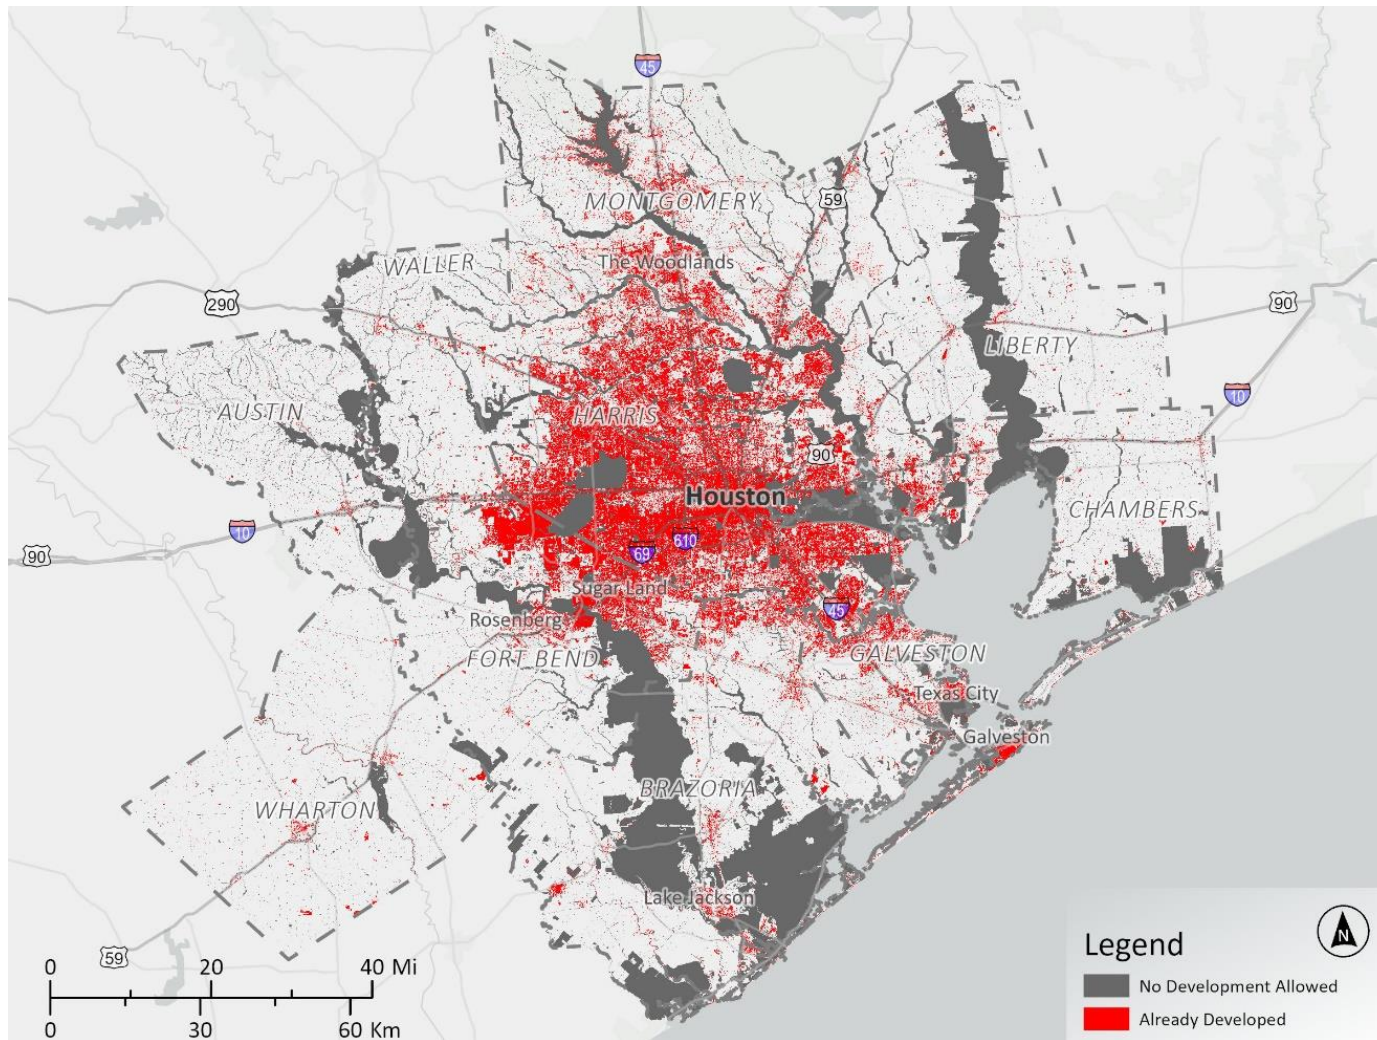 45
MONTGOMERY
59
The Woodlands
WALLER
290
90
LIBERTY
10
AUSTIN
HARRIS
90
Houston
CHAMBERS
10
90
69
610
Sugar Land
45
Rosenberg
FORT BEND
GALVESTON
Texas City
Galveston
BRAZORIA
WHARTON
Lake Jackson
59
0 20 40 Mi
0 30 60 Km
Legend
N
No Development Allowed
Already Developed